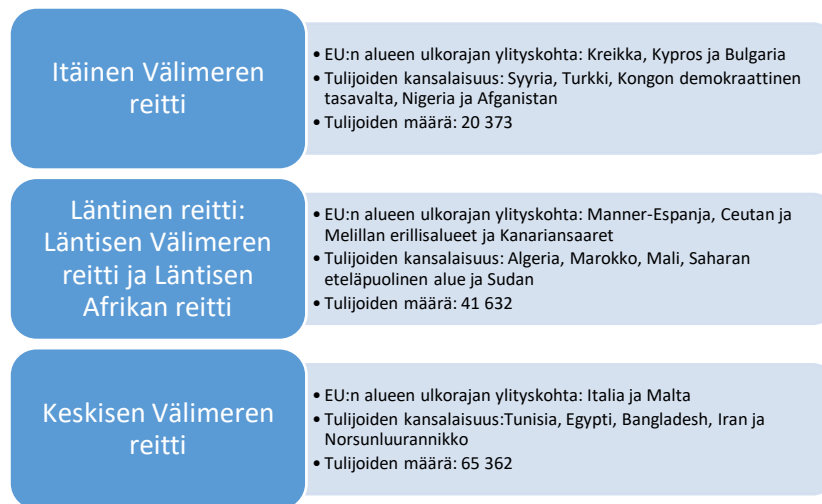 Itäinen Välimeren
reitti
• EU:n alueen ulkorajan ylityskohta: Kreikka, Kypros ja Bulgaria
• Tulijoiden kansalaisuus: Syyria, Turkki, Kongon demokraattinen
tasavalta, Nigeria ja Afganistan
• Tulijoiden määrä: 20 373
Läntinen reitti:
Läntisen Välimeren
reitti ja Läntisen
Afrikan reitti
• EU:n alueen ulkorajan ylityskohta: Manner-Espanja, Ceutan ja
Melillan erillisalueet ja Kanariansaaret
• Tulijoiden kansalaisuus: Algeria, Marokko, Mali, Saharan
eteläpuolinen alue ja Sudan
• Tulijoiden määrä: 41 632
Keskisen Välimeren
reitti
• EU:n alueen ulkorajan ylityskohta: Italia ja Malta
• Tulijoiden kansalaisuus:Tunisia, Egypti, Bangladesh, Iran ja
Norsunluurannikko
• Tulijoiden määrä: 65 362